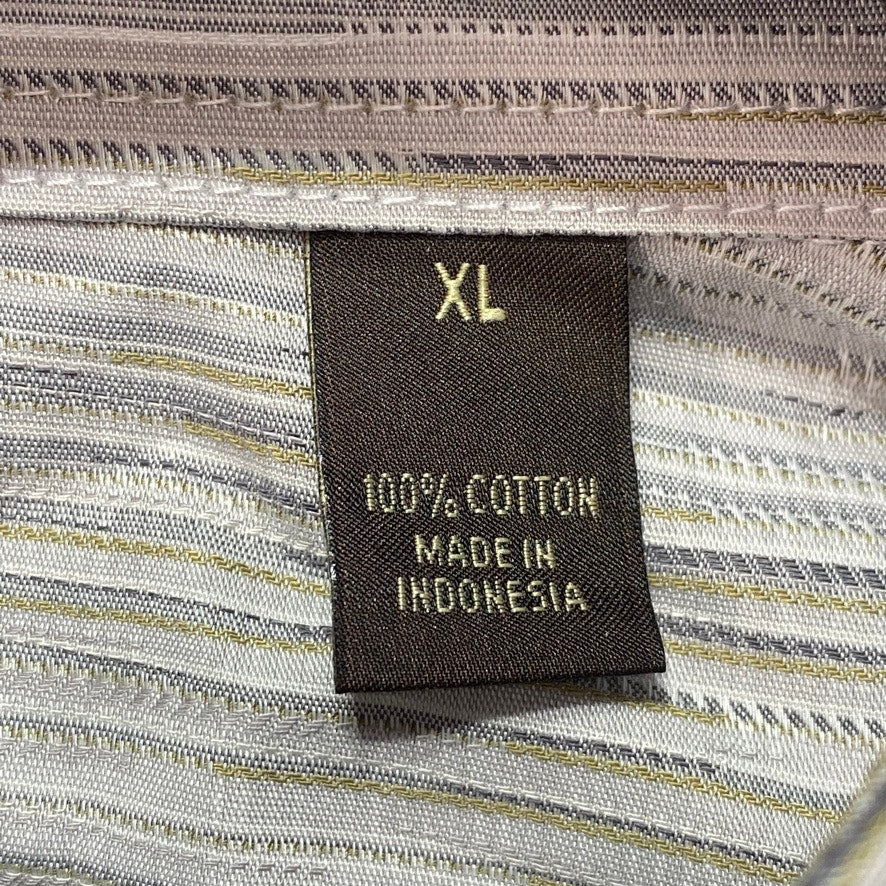 XL
100% COTTON
MADE IN
INDONESIA